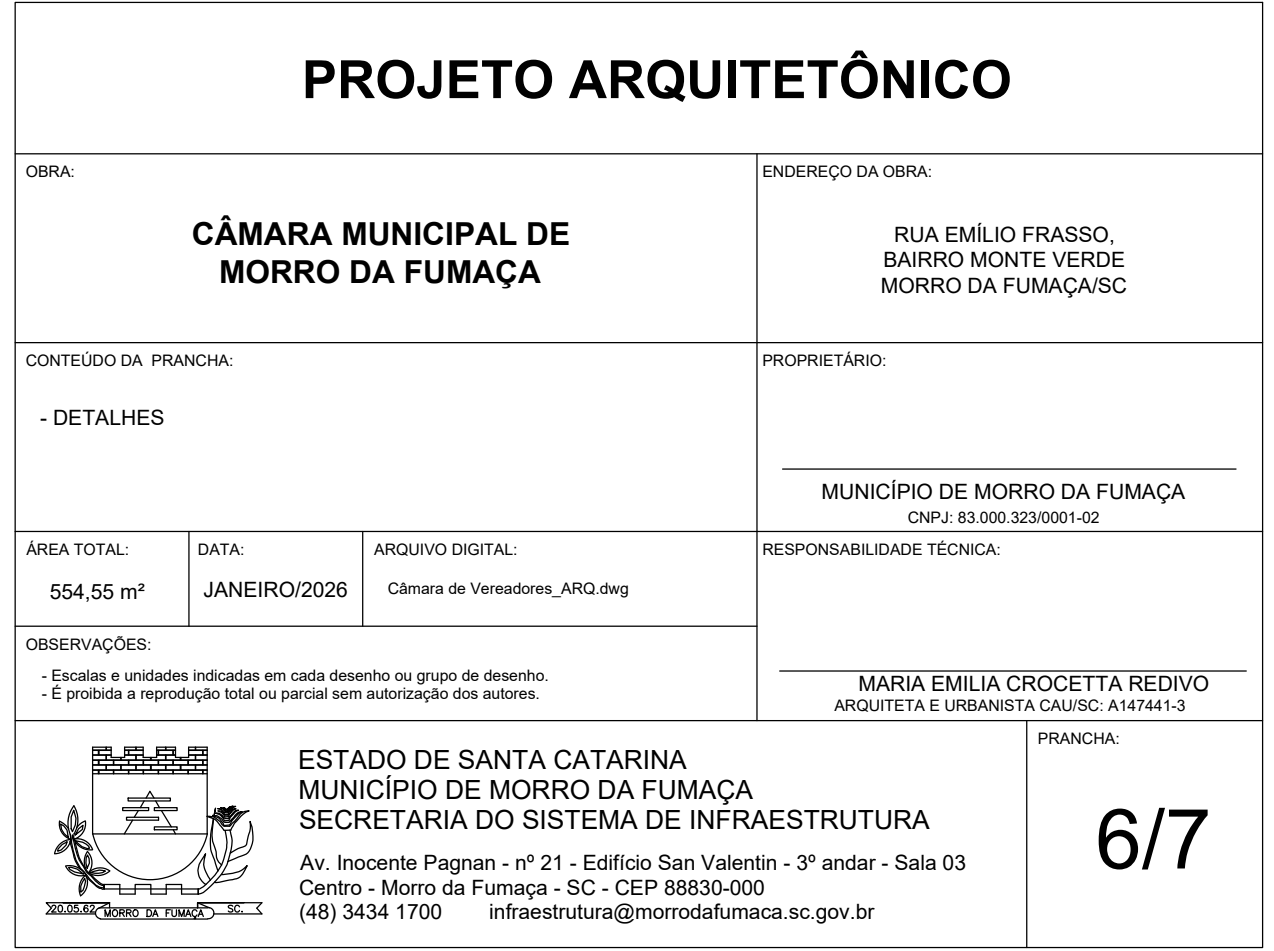 PROJETO ARQUITETÔNICO
OBRA:
CÂMARA MUNICIPAL DE
MORRO DA FUMAÇA
ENDEREÇO DA OBRA:
RUA EMÍLIO FRASSO,
BAIRRO MONTE VERDE
MORRO DA FUMAÇA/SC
CONTEÚDO DA PRANCHA:
- DETALHES
PROPRIETÁRIO:
MUNICÍPIO DE MORRO DA FUMAÇA
CNPJ: 83.000.323/0001-02
ÁREA TOTAL:
554,55 m²
DATA:
JANEIRO/2026
ARQUIVO DIGITAL:
Câmara de Vereadores_ARQ.dwg
RESPONSABILIDADE TÉCNICA:
MARIA EMILIA CROCETTA REDIVO
ARQUITETA E URBANISTA CAU/SC: A147441-3
OBSERVAÇÕES:
- Escalas e unidades indicadas em cada desenho ou grupo de desenho.
- É proibida a reprodução total ou parcial sem autorização dos autores.
20.05.62 MORRO DA FUMAÇA SC.
ESTADO DE SANTA CATARINA
MUNICÍPIO DE MORRO DA FUMAÇA
SECRETARIA DO SISTEMA DE INFRAESTRUTURA
Av. Inocente Pagnan - nº 21 - Edifício San Valentin - 3º andar - Sala 03
Centro - Morro da Fumaça - SC - CEP 88830-000
(48) 3434 1700 infraestrutura@morrodafumaca.sc.gov.br
PRANCHA:
6/7